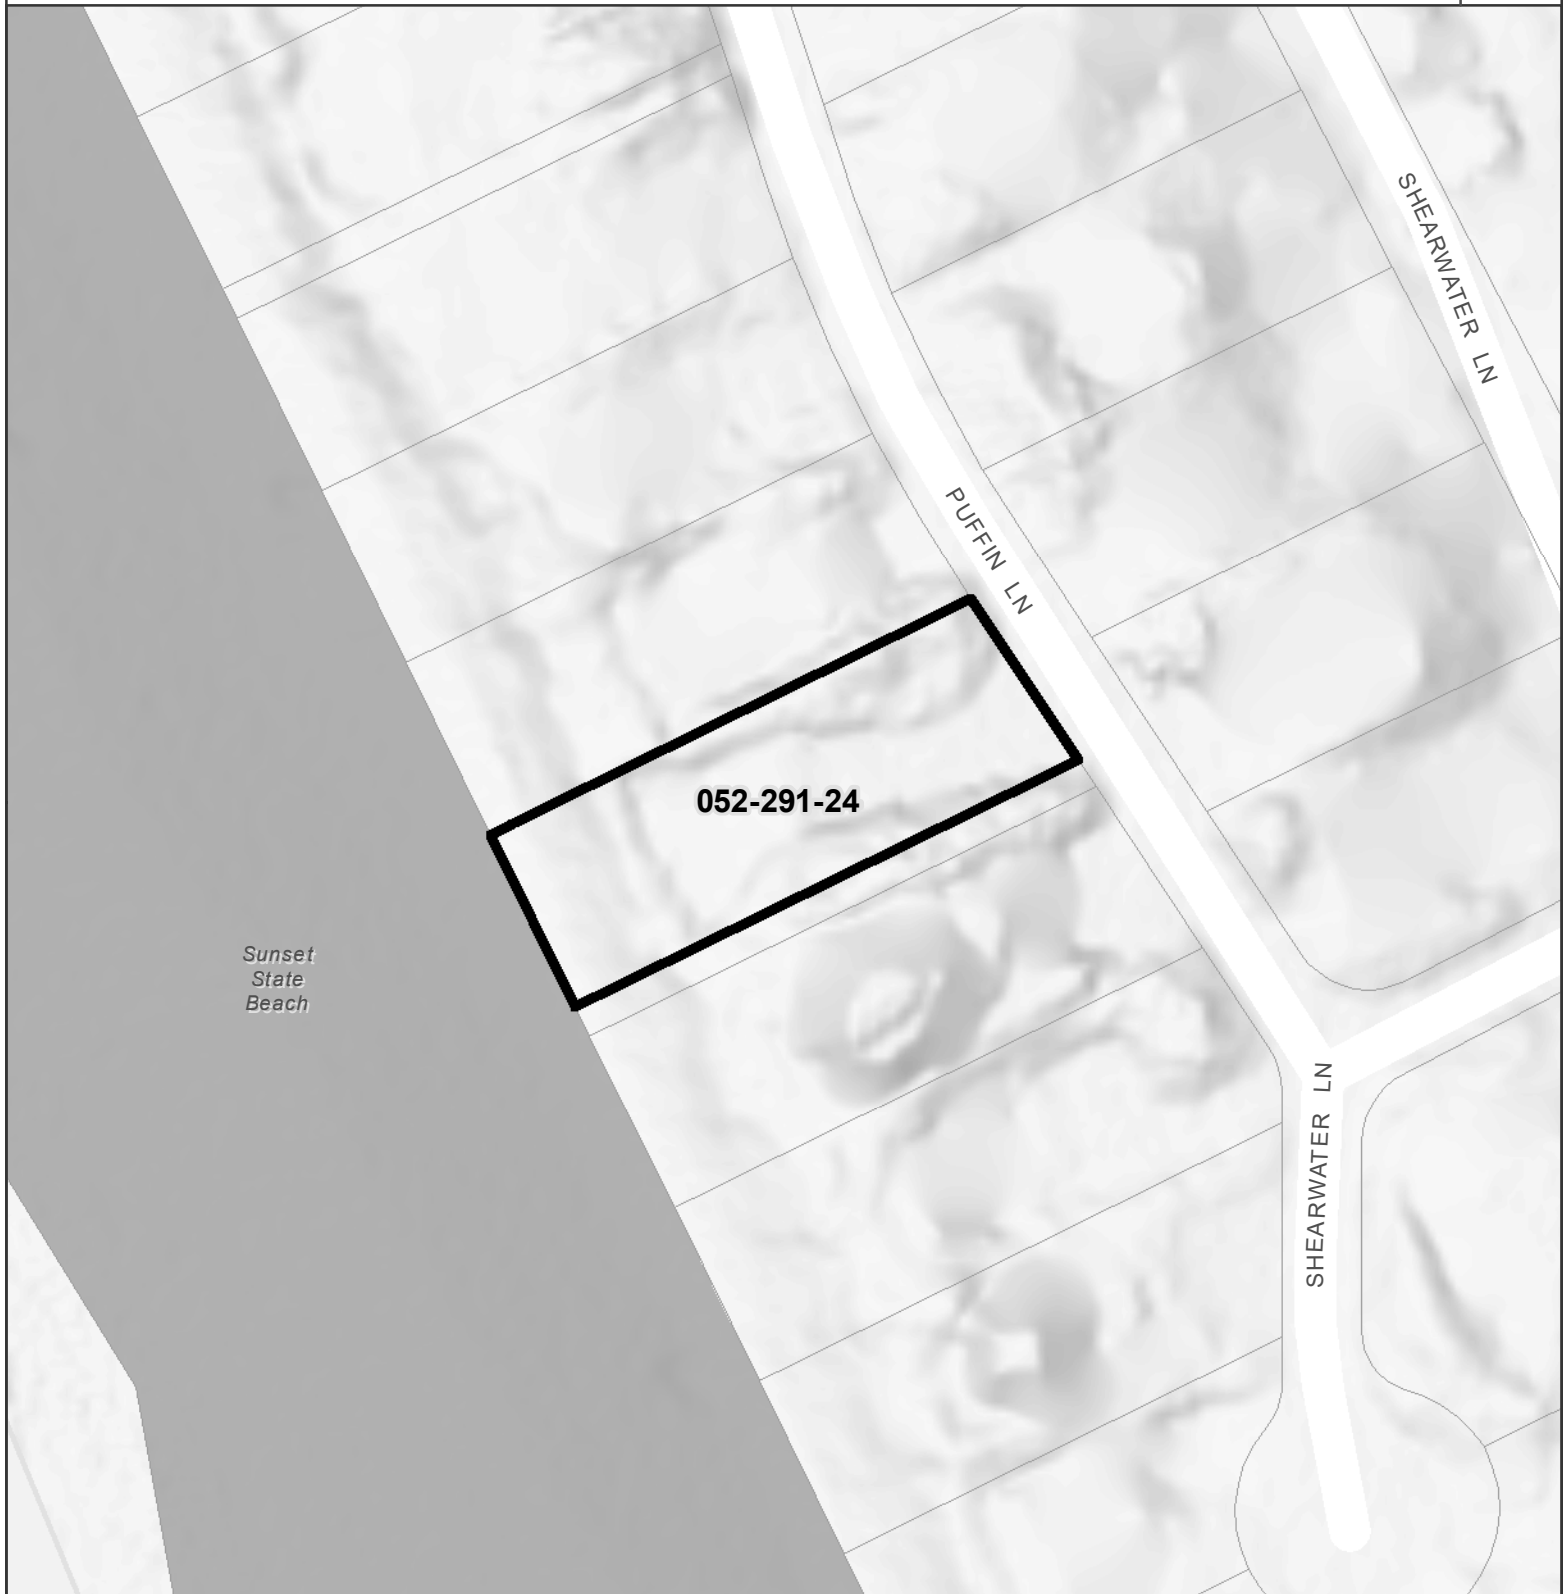 SHEARWATER LN
PUFFIN LN
052-291-24
Sunset
State
Beach
SHEARWATER LN